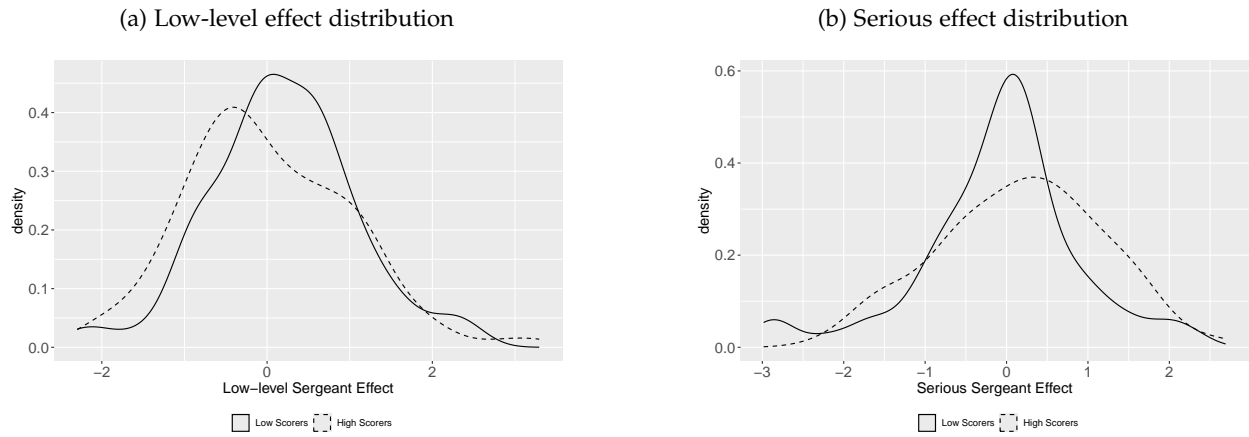 (a) Low-level effect distribution
density
0.4
0.3
0.2
0.1
0.0
−2
0
2
Low−level Sergeant Effect
Low Scorers
High Scorers
(b) Serious effect distribution
density
0.6
0.4
0.2
0.0
−3
−2
−1
0
1
2
Serious Sergeant Effect
Low Scorers
High Scorers